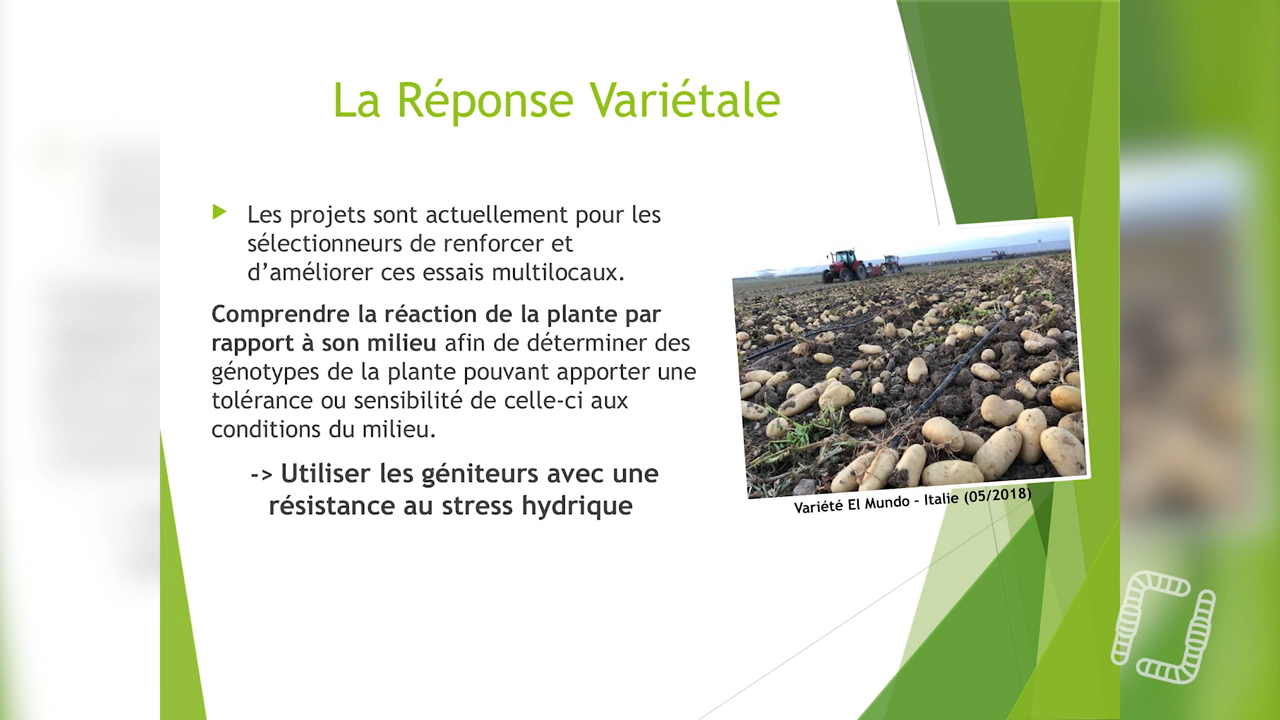 La Réponse Variétale
Les projets sont actuellement pour les
sélectionneurs de renforcer et
d’améliorer ces essais multilocaux.
Comprendre la réaction de la plante par
rapport à son milieu afin de déterminer des
génotypes de la plante pouvant apporter une
tolérance ou sensibilité de celle-ci aux
conditions du milieu.
-> Utiliser les géniteurs avec une
résistance au stress hydrique
Variété El Mundo - Italie (05/2018)